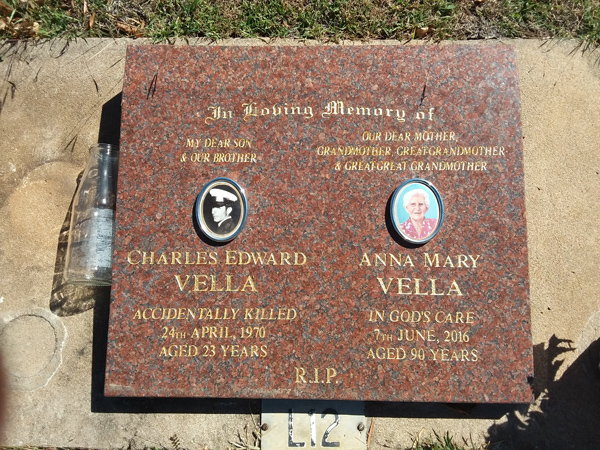 In Loving Memory of
MY DEAR SON
& OUR BROTHER
CHARLES EDWARD
VELLA
ACCIDENTALLY KILLED
24TH APRIL, 1970
AGED 23 YEARS
OUR DEAR MOTHER,
GRANDMOTHER, GREAT-GRANDMOTHER
& GREAT-GREAT GRANDMOTHER
ANNA MARY
VELLA
IN GOD'S CARE
7TH JUNE, 2016
AGED 90 YEARS
R.I.P.
L12